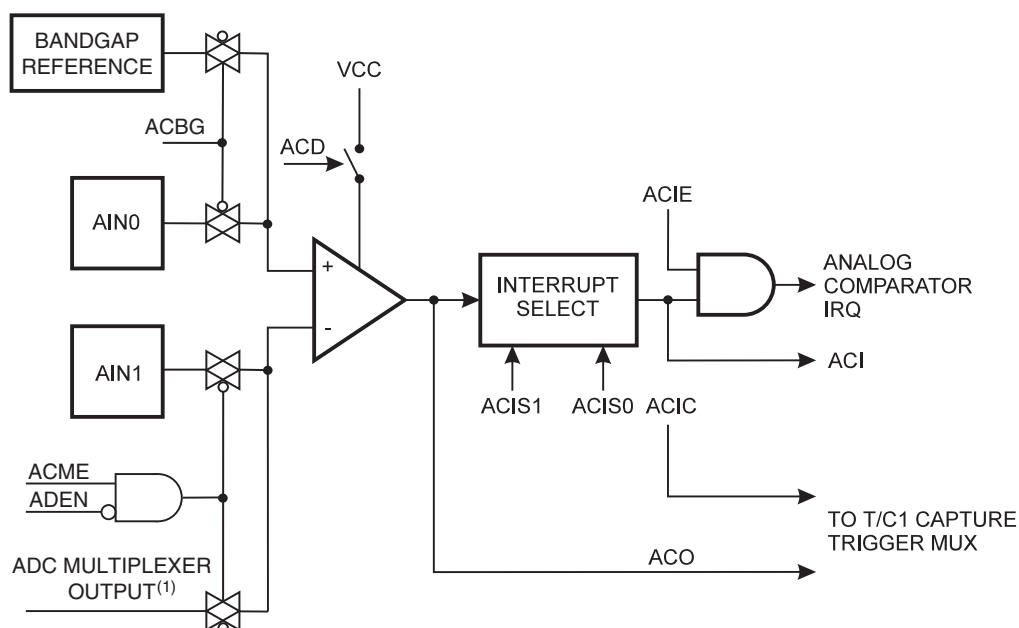 BANDGAP
REFERENCE
VCC
ACBG
ACD
AIN0
ACIE
+
INTERRUPT
SELECT
ANALOG
COMPARATOR
IRQ
-
AIN1
ACI
ACIS1
ACIS0
ACIC
ACME
ADEN
TO T/C1 CAPTURE
TRIGGER MUX
ADC MULTIPLEXER
OUTPUT(1)
ACO